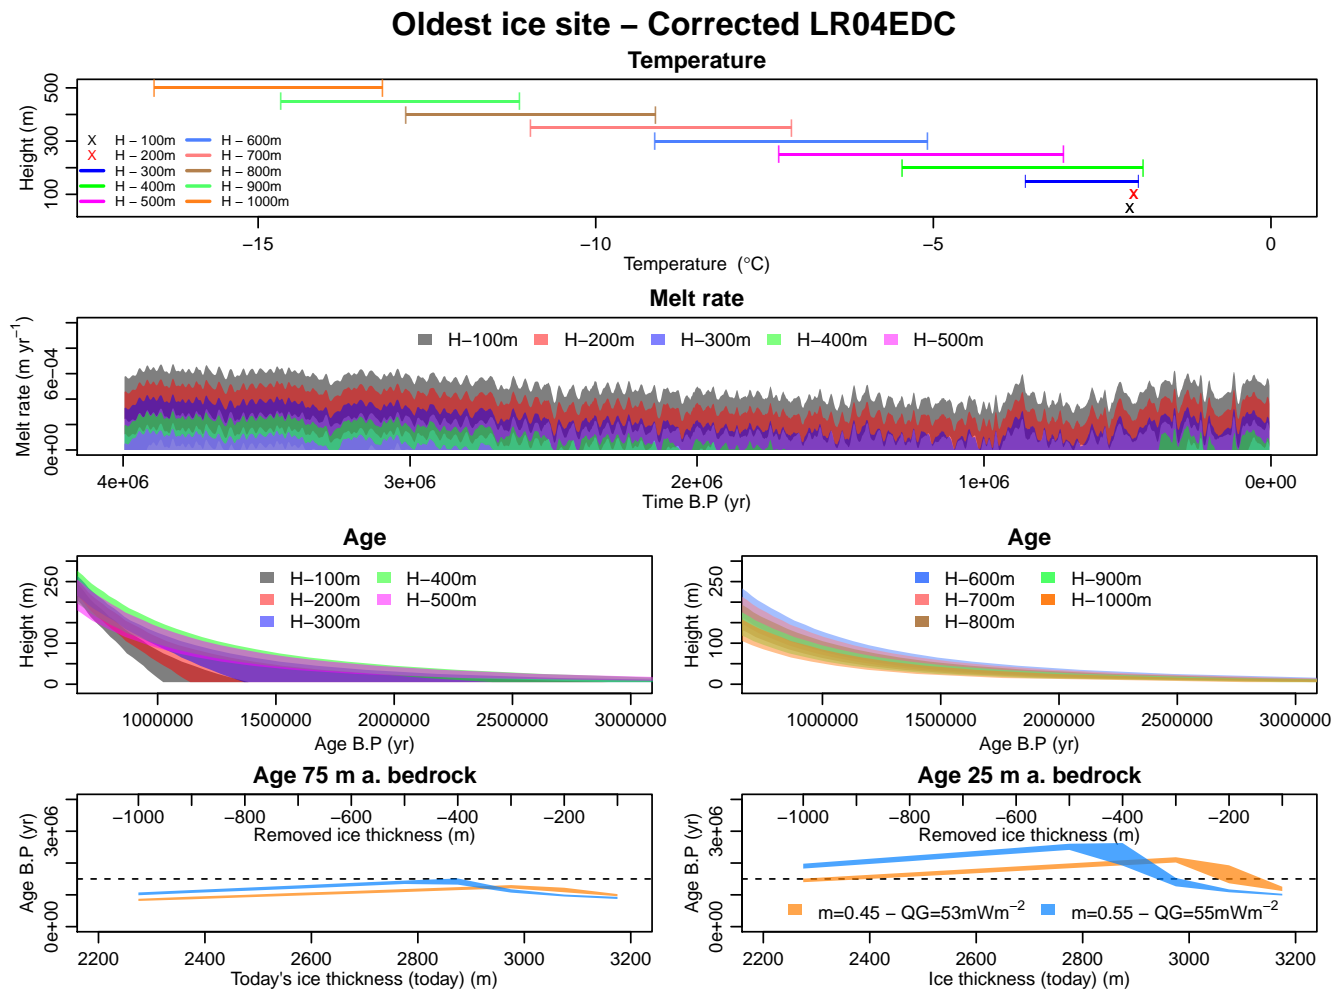 Oldest ice site – Corrected LR04EDC
Temperature
Height (m)
500
300
100
x H – 100m
x H – 200m
H – 300m
H – 400m
H – 500m
H – 600m
H – 700m
H – 800m
H – 900m
H – 1000m
−15 −10 −5 0
Temperature (°C)
Melt rate
Melt rate (m yr−1)
6e−04
0e+00
H−100m H−200m H−300m H−400m H−500m
4e+06 3e+06 2e+06 1e+06 0e+00
Time B.P (yr)
Age
Height (m)
250
100
0
H−100m
H−200m
H−300m
H−400m
H−500m
1000000 1500000 2000000 2500000 3000000
Age B.P (yr)
Age
Height (m)
250
100
0
H−600m
H−700m
H−800m
H−900m
H−1000m
1000000 1500000 2000000 2500000 3000000
Age B.P (yr)
Age 75 m a. bedrock
−1000 −800 −600 −400 −200
Removed ice thickness (m)
Age B.P (yr)
3e+06
0e+00
2200 2400 2600 2800 3000 3200
Today's ice thickness (today) (m)
Age 25 m a. bedrock
−1000 −800 −600 −400 −200
Removed ice thickness (m)
Age B.P (yr)
3e+06
0e+00
m=0.45 − QG=53mWm−2 m=0.55 − QG=55mWm−2
2200 2400 2600 2800 3000 3200
Ice thickness (today) (m)